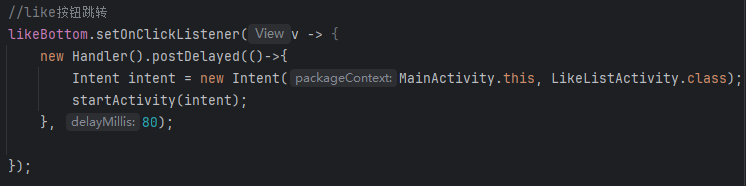 //like按钮跳转
likeBottom.setOnClickListener( View v -> {
new Handler().postDelayed(()->{
Intent intent = new Intent( packageContext: MainActivity.this, LikeListActivity.class);
startActivity(intent);
}, delayMillis: 80);
});